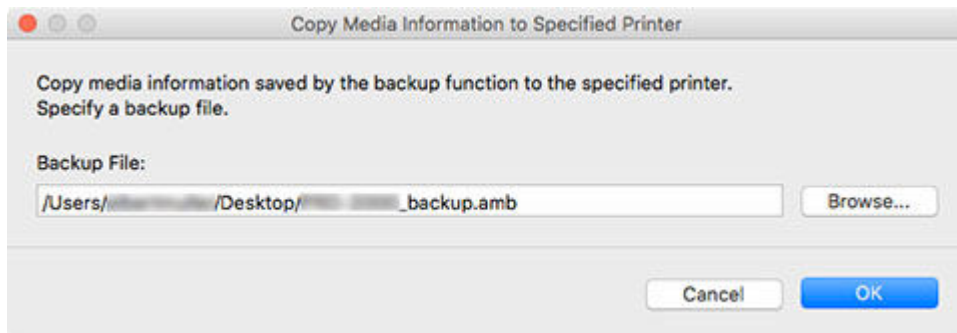 Copy Media Information to Specified Printer
Copy media information saved by the backup function to the specified printer.
Specify a backup file.
Backup File:
/Users/ /Desktop/ _backup.amb Browse...
Cancel OK